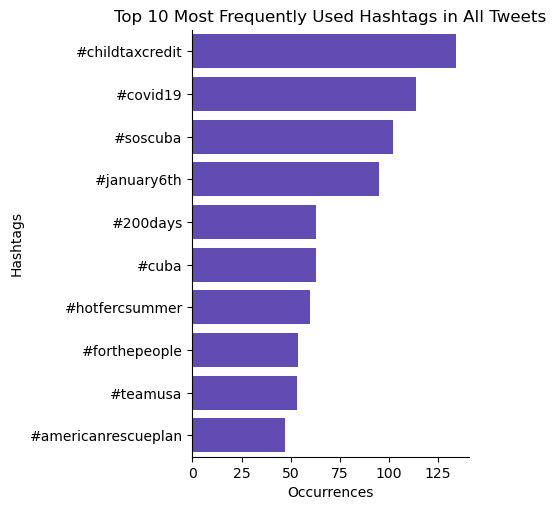 Top 10 Most Frequently Used Hashtags in All Tweets
Hashtags
#childtaxcredit
#covid19
#soscuba
#january6th
#200days
#cuba
#hotfercsummer
#forthepeople
#teamusa
#americanrescueplan
0 25 50 75 100 125
Occurrences